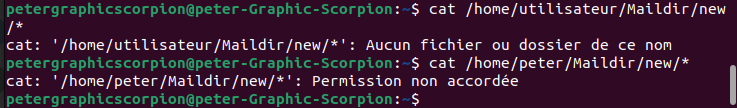 petergraphicscorpion@peter-Graphic-Scorpion:~$ cat /home/utilisateur/Maildir/new
/*
cat: '/home/utilisateur/Maildir/new/*': Aucun fichier ou dossier de ce nom
petergraphicscorpion@peter-Graphic-Scorpion:~$ cat /home/peter/Maildir/new/*
cat: '/home/peter/Maildir/new/*': Permission non accordée
petergraphicscorpion@peter-Graphic-Scorpion:~$